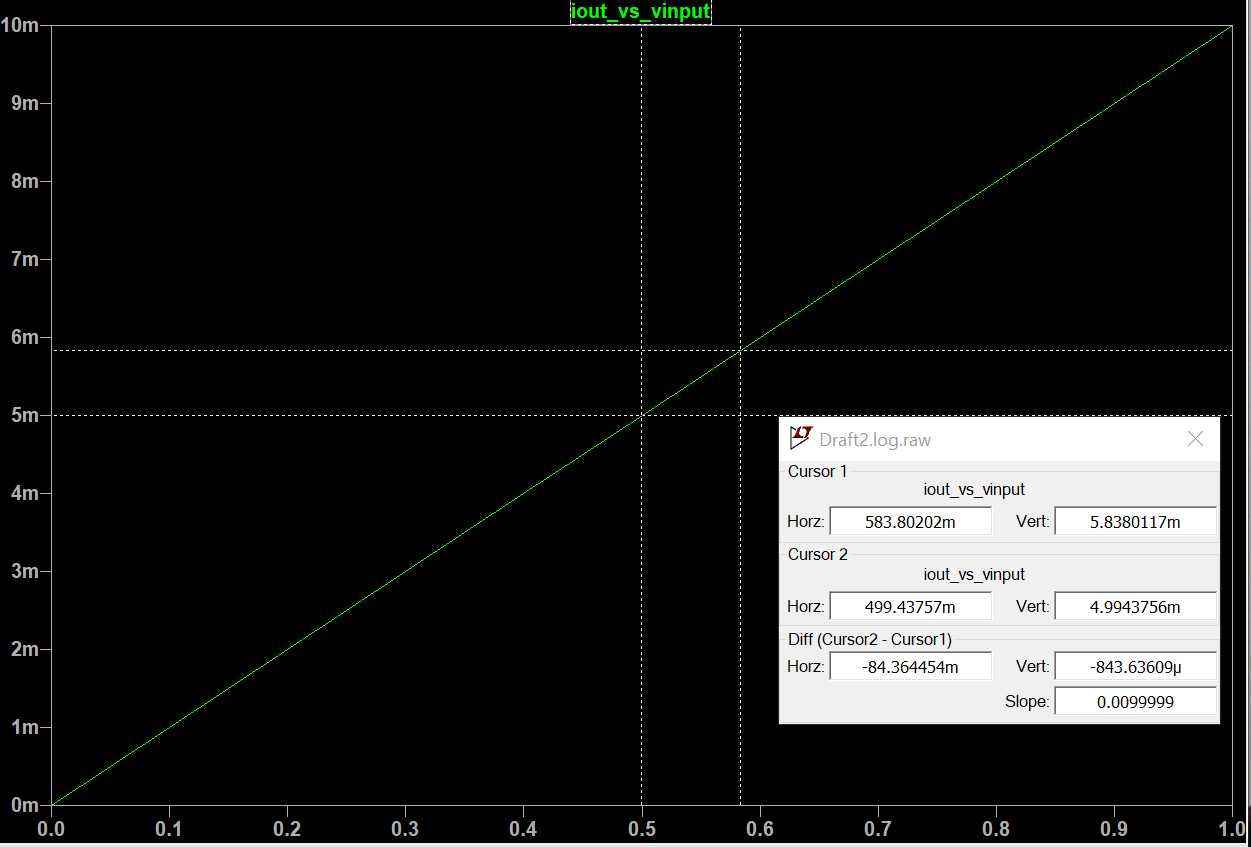 iout_vs_vinput
10m
9m
8m
7m
6m
5m
4m
3m
2m
1m
0m
0.0 0.1 0.2 0.3 0.4 0.5 0.6 0.7 0.8 0.9 1.0
Draft2.log.raw
Cursor 1
iout_vs_vinput
Horz: 583.80202m Vert: 5.8380117m
Cursor 2
iout_vs_vinput
Horz: 499.43757m Vert: 4.9943756m
Diff (Cursor2 - Cursor1)
Horz: -84.364454m Vert: -843.63609µ
Slope: 0.0099999